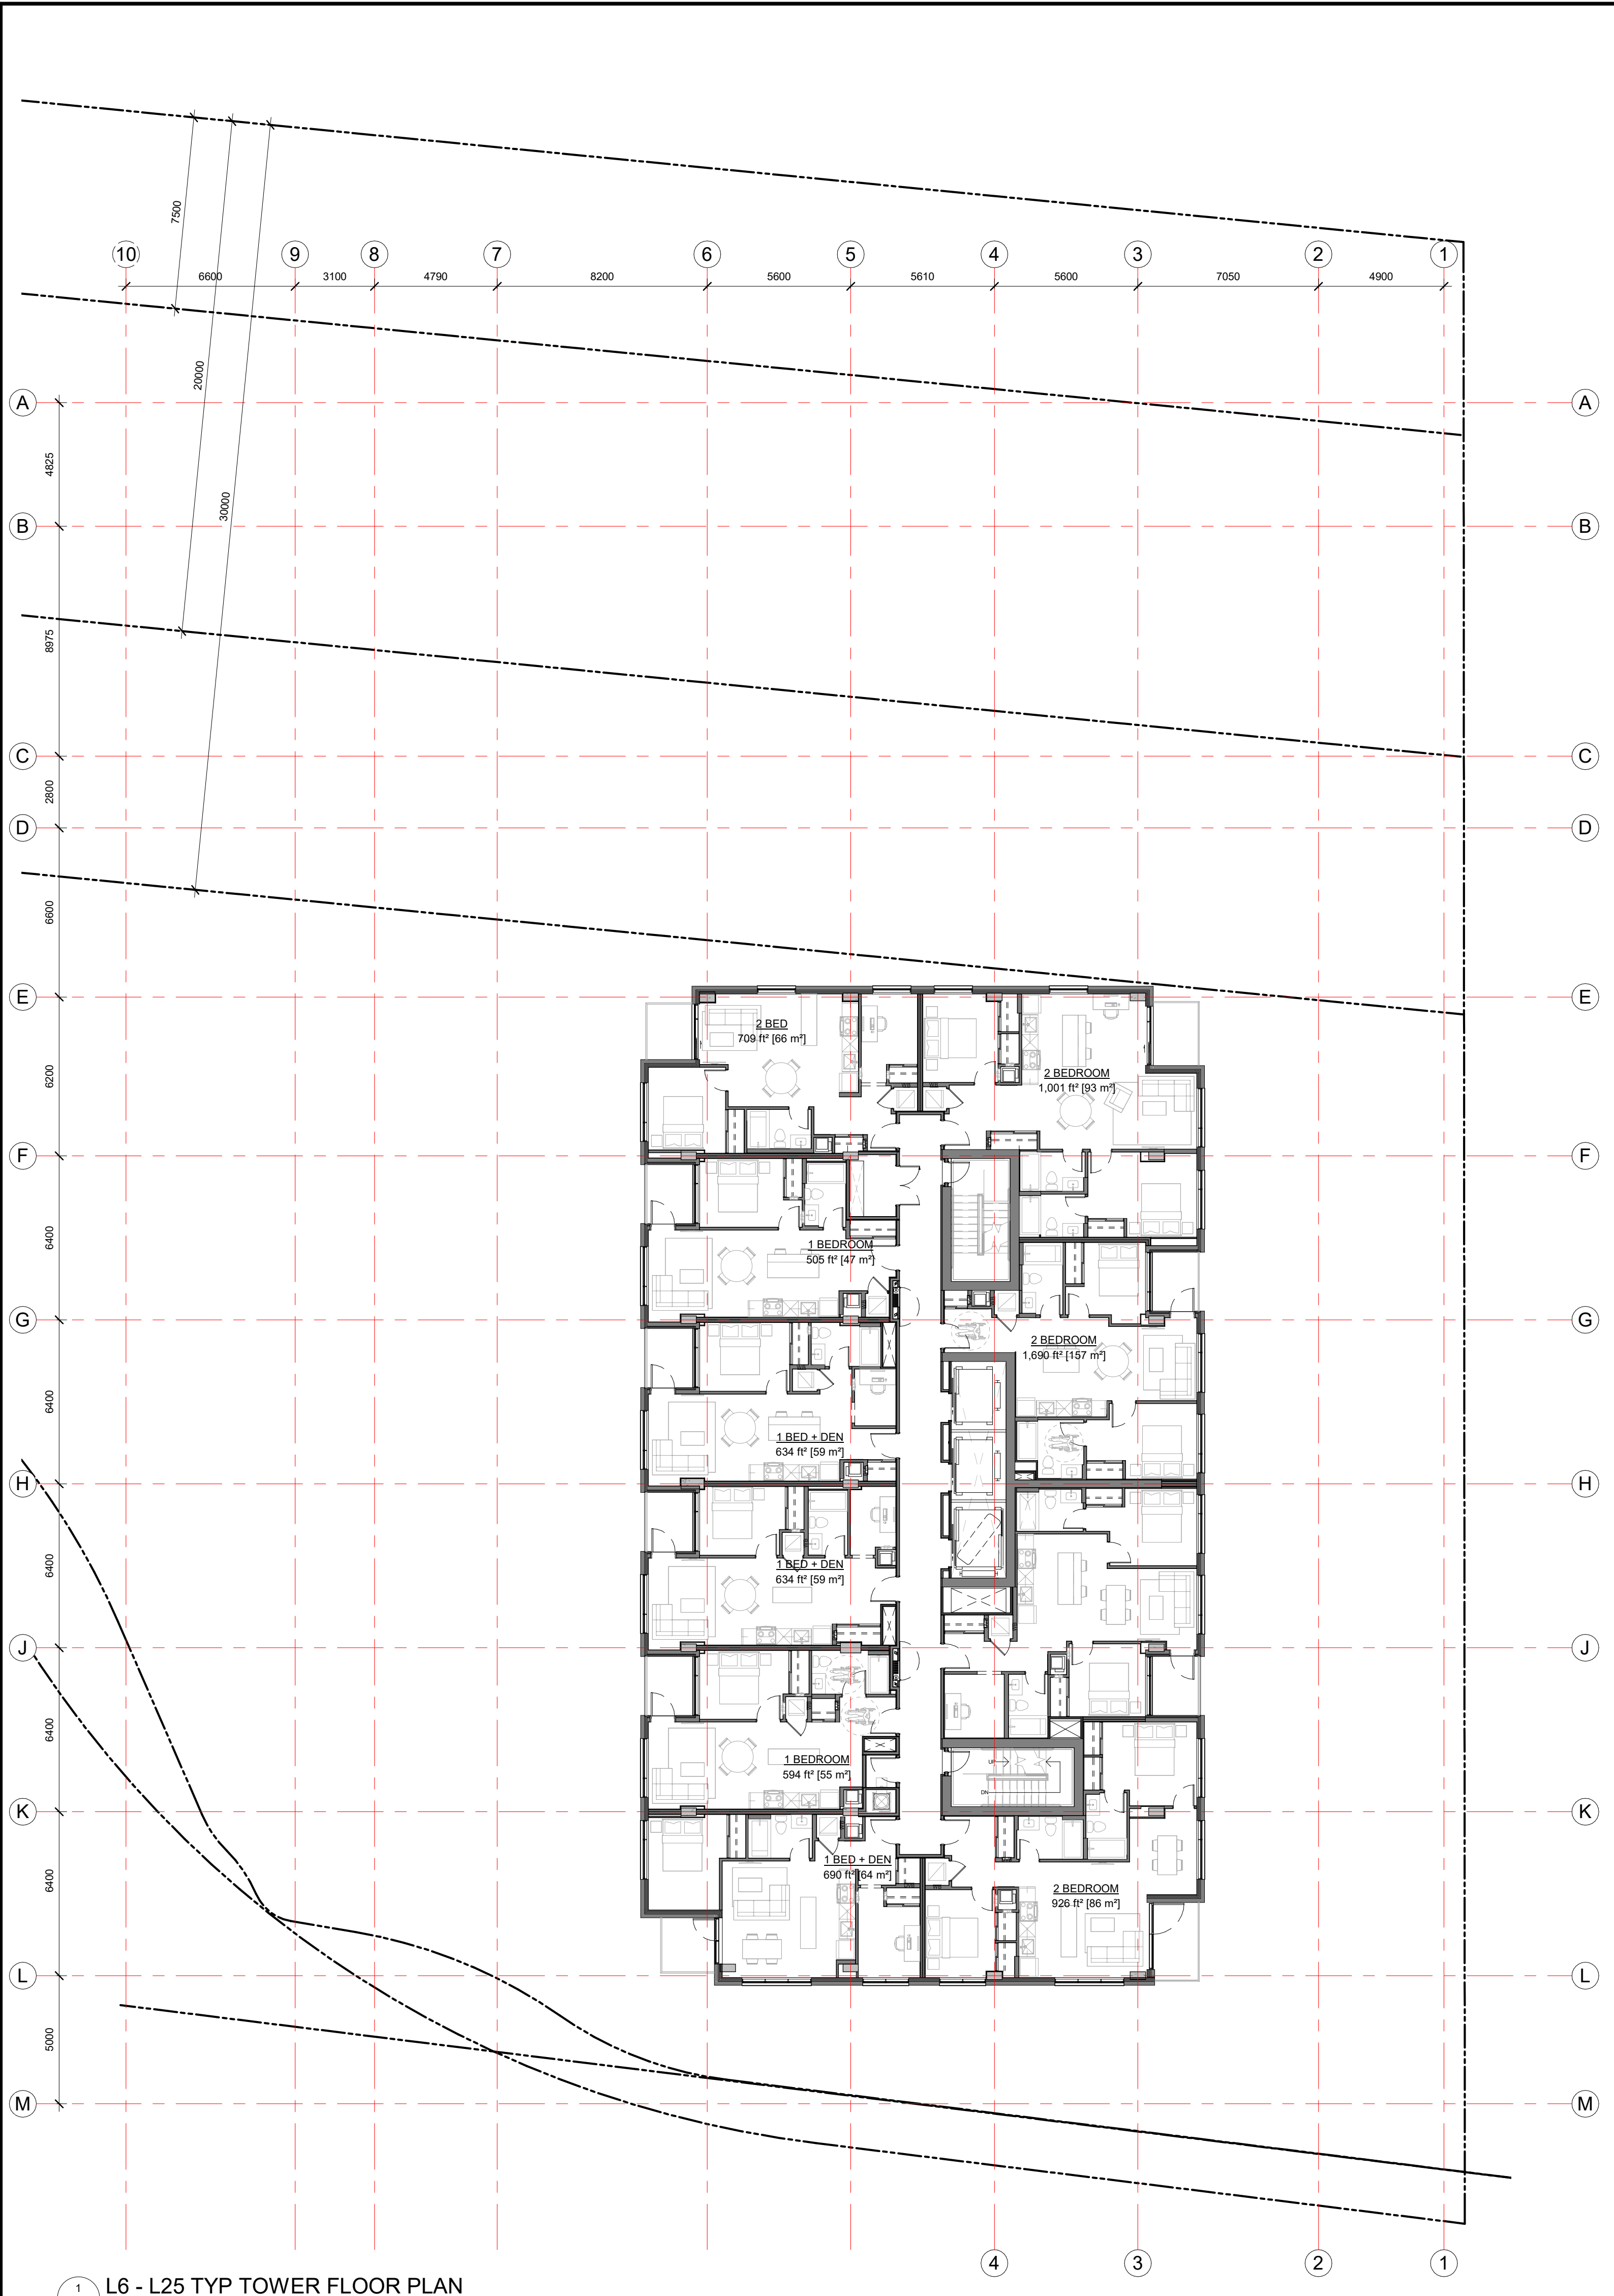 7500
20000
30000
10
9
8
7
6
5
4
3
2
1
6600
3100
4790
8200
5600
5610
5600
7050
4900
A
A
4825
B
B
8975
C
C
2800
D
D
6600
E
E
2 BED
709 ft² [66 m²]
6200
2 BEDROOM
1,001 ft² [93 m²]
F
F
6400
1 BEDROOM
505 ft² [47 m²]
G
G
2 BEDROOM
1,690 ft² [157 m²]
6400
1 BED + DEN
634 ft² [59 m²]
H
H
6400
1 BED + DEN
634 ft² [59 m²]
J
J
6400
1 BEDROOM
594 ft² [55 m²]
UP
DN
K
K
6400
1 BED + DEN
690 ft² [64 m²]
2 BEDROOM
926 ft² [86 m²]
L
L
5000
M
M
4
3
2
1
1
L6 - L25 TYP TOWER FLOOR PLAN